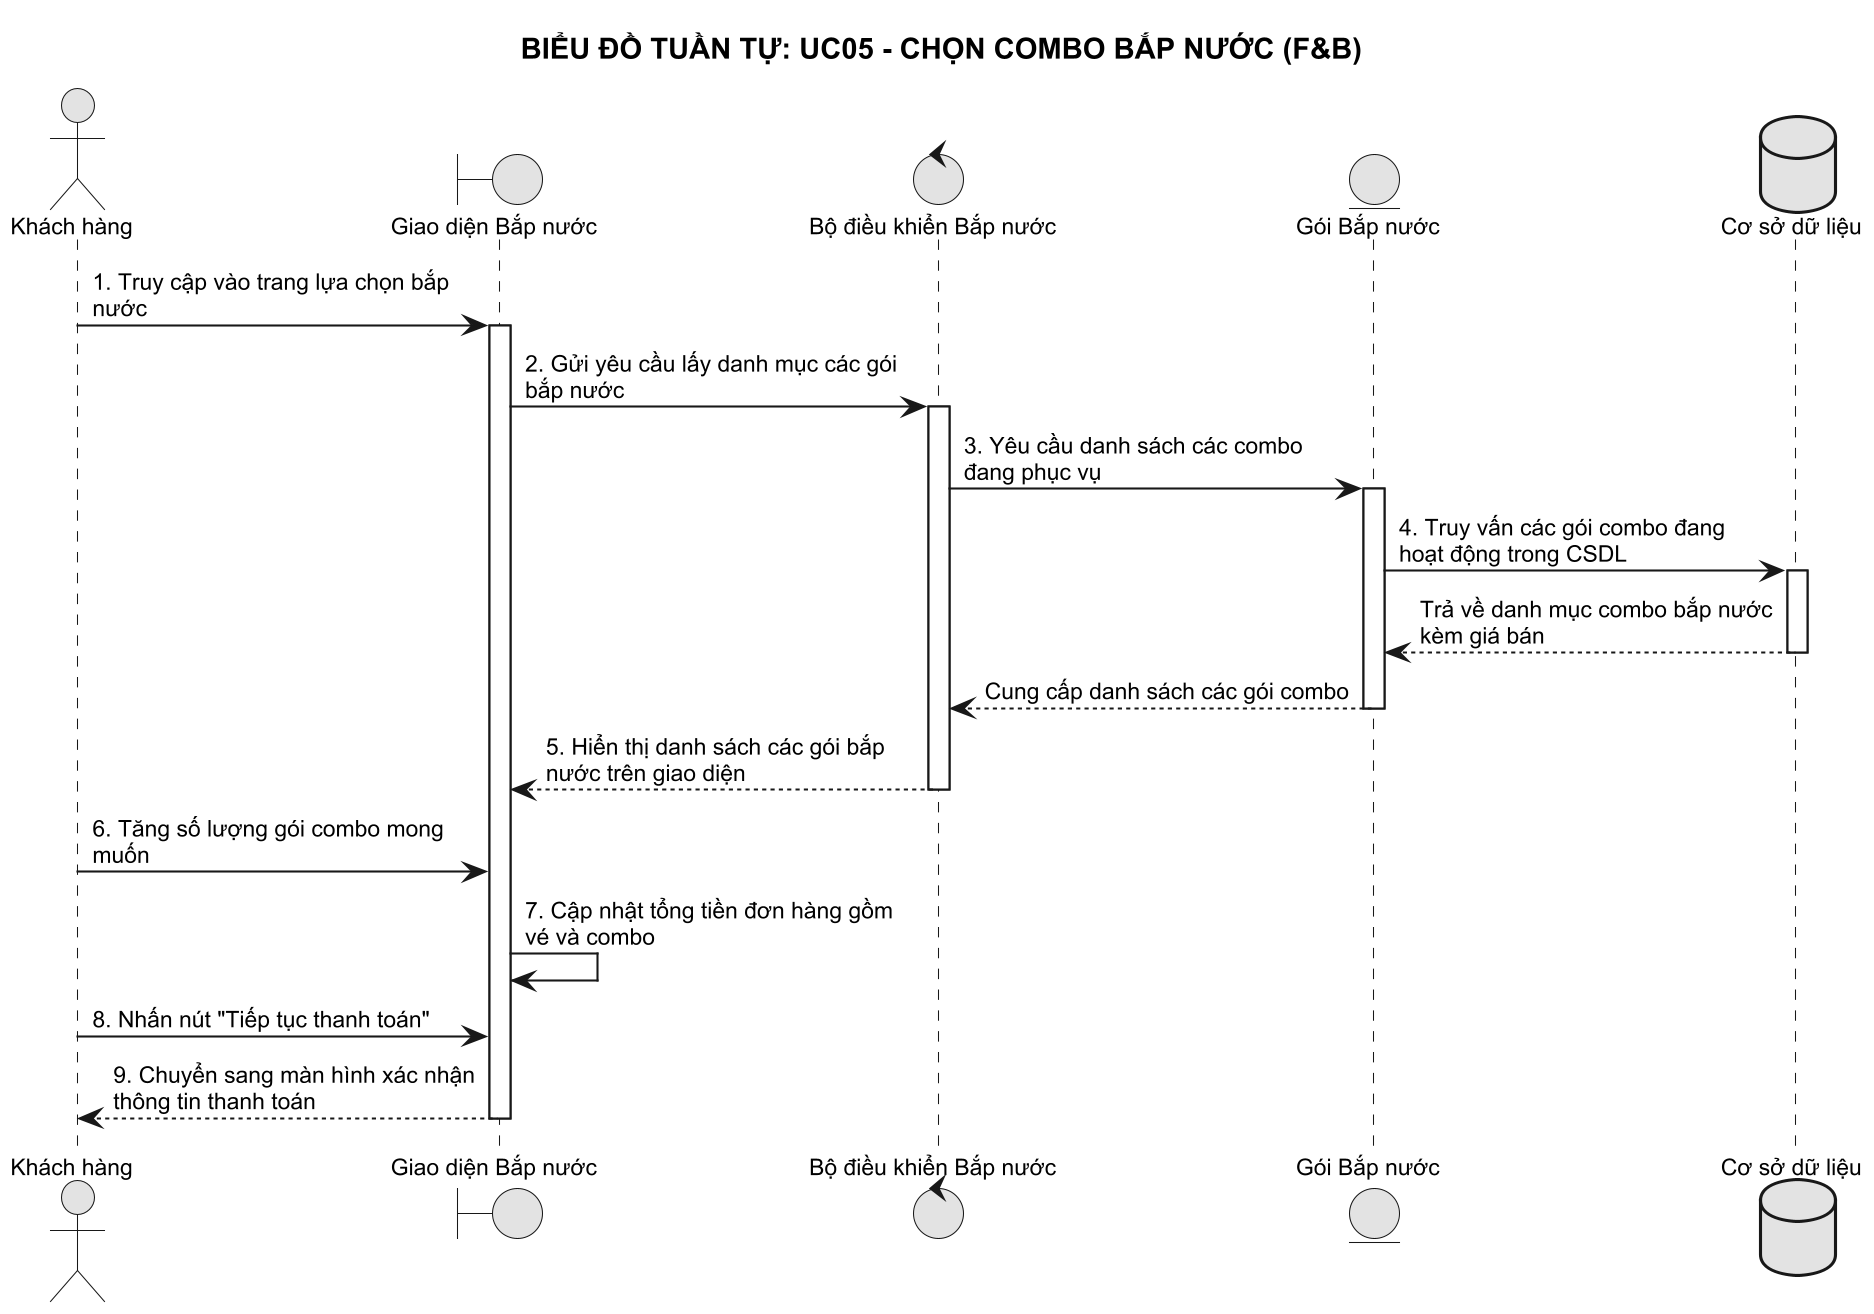 BIỂU ĐỒ TUẦN TỰ: UC05 - CHỌN COMBO BẮP NƯỚC (F&B)
Khách hàng
Giao diện Bắp nước
Bộ điều khiển Bắp nước
Gói Bắp nước
Cơ sở dữ liệu
1. Truy cập vào trang lựa chọn bắp
nước
2. Gửi yêu cầu lấy danh mục các gói
bắp nước
3. Yêu cầu danh sách các combo
đang phục vụ
4. Truy vấn các gói combo đang
hoạt động trong CSDL
Trả về danh mục combo bắp nước
kèm giá bán
Cung cấp danh sách các gói combo
5. Hiển thị danh sách các gói bắp
nước trên giao diện
6. Tăng số lượng gói combo mong
muốn
7. Cập nhật tổng tiền đơn hàng gồm
vé và combo
8. Nhấn nút "Tiếp tục thanh toán"
9. Chuyển sang màn hình xác nhận
thông tin thanh toán
Khách hàng
Giao diện Bắp nước
Bộ điều khiển Bắp nước
Gói Bắp nước
Cơ sở dữ liệu